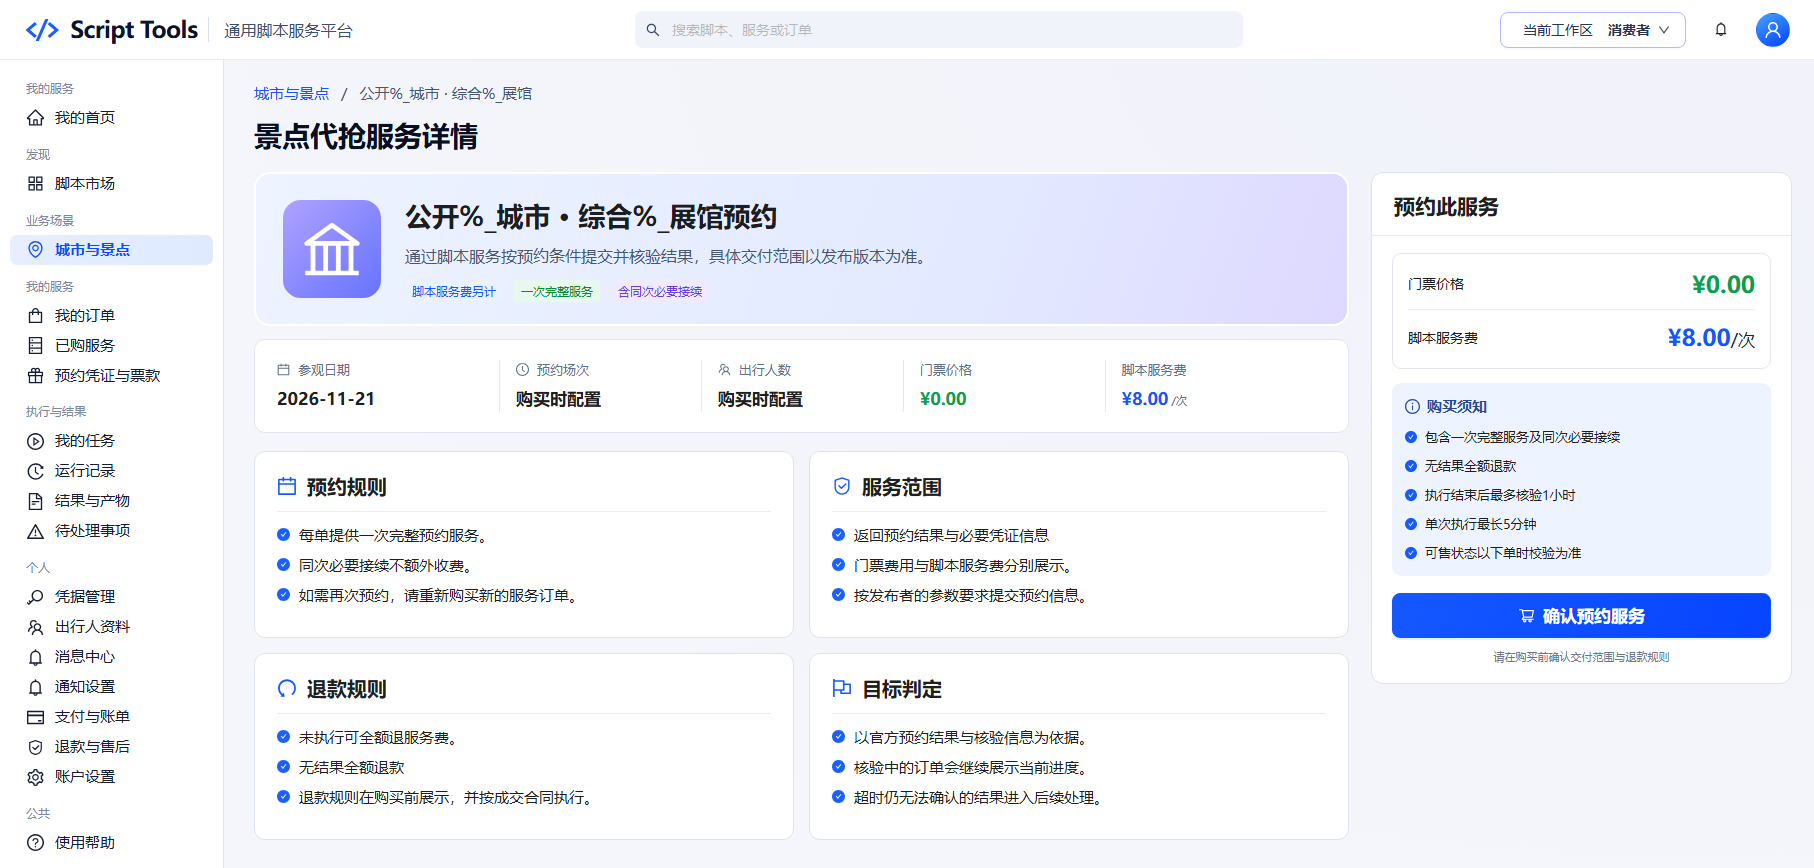 Script Tools
通用脚本服务平台
搜索脚本、服务或订单
当前工作区 消费者
我的服务
我的首页
发现
脚本市场
业务场景
城市与景点
我的服务
我的订单
已购服务
预约凭证与票款
执行与结果
我的任务
运行记录
结果与产物
待处理事项
个人
凭据管理
出行人资料
消息中心
通知设置
支付与账单
退款与售后
账户设置
公共
使用帮助
城市与景点 / 公开%_城市 · 综合%_展馆
景点代抢服务详情
公开%_城市 · 综合%_展馆预约
通过脚本服务按预约条件提交并核验结果，具体交付范围以发布版本为准。
脚本服务费另计 一次完整服务 含同次必要接续
参观日期
2026-11-21
预约场次
购买时配置
出行人数
购买时配置
门票价格
¥0.00
脚本服务费
¥8.00 /次
预约规则
每单提供一次完整预约服务。
同次必要接续不额外收费。
如需再次预约，请重新购买新的服务订单。
服务范围
返回预约结果与必要凭证信息
门票费用与脚本服务费分别展示。
按发布者的参数要求提交预约信息。
退款规则
未执行可全额退服务费。
无结果全额退款
退款规则在购买前展示，并按成交合同执行。
目标判定
以官方预约结果与核验信息为依据。
核验中的订单会继续展示当前进度。
超时仍无法确认的结果进入后续处理。
预约此服务
门票价格 ¥0.00
脚本服务费 ¥8.00/次
购买须知
包含一次完整服务及同次必要接续
无结果全额退款
执行结束后最多核验1小时
单次执行最长5分钟
可售状态以下单时校验为准
确认预约服务
请在购买前确认交付范围与退款规则